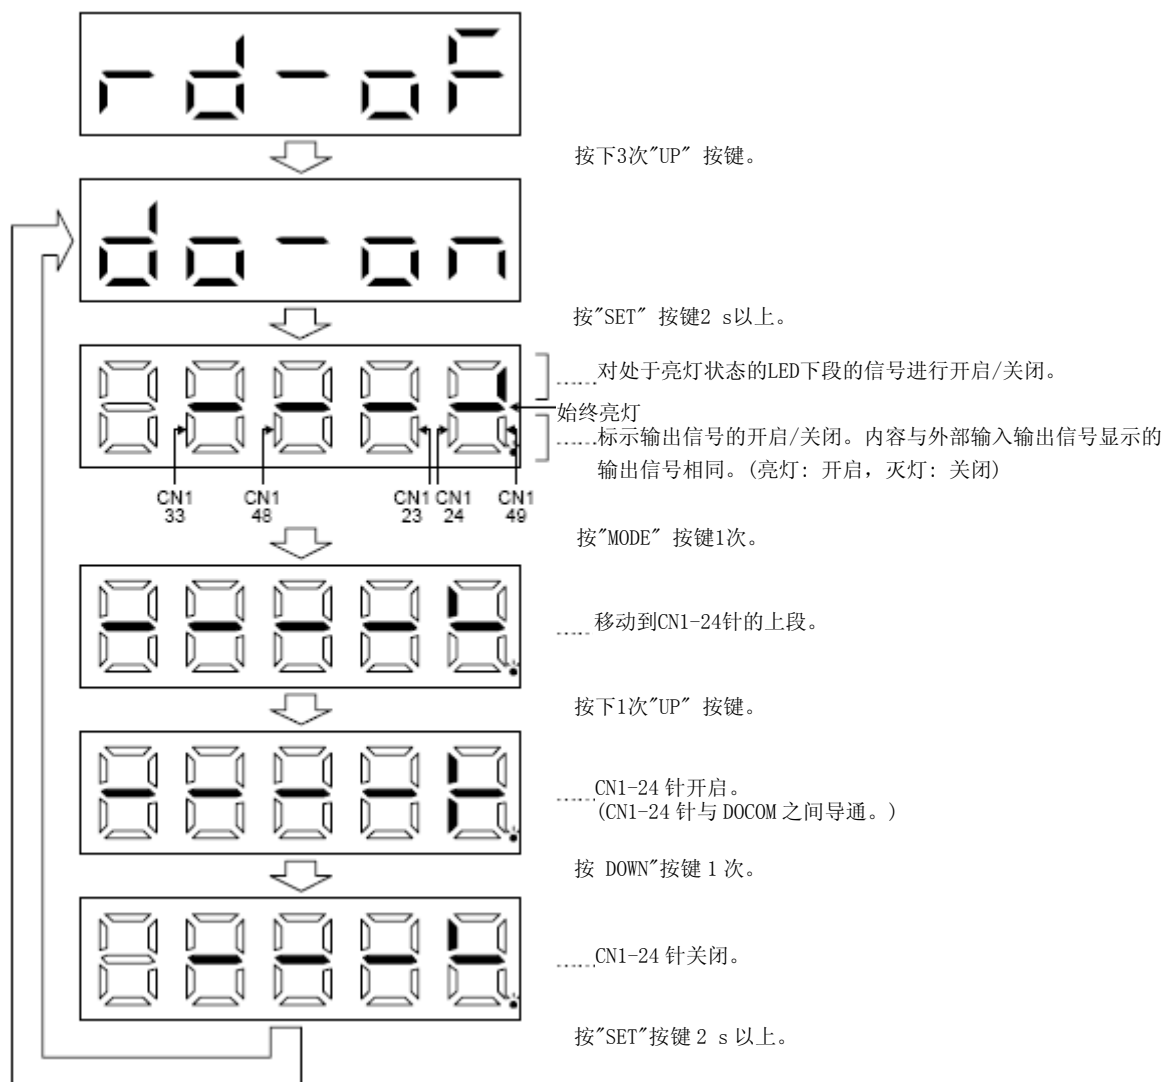 rd-oF
按下3次"UP" 按键。
do-on
按"SET" 按键2 s以上。
对处于亮灯状态的LED下段的信号进行开启/关闭。
始终亮灯
标示输出信号的开启/关闭。内容与外部输入输出信号显示的
输出信号相同。(亮灯: 开启，灭灯: 关闭)
CN1 CN1 CN1 CN1 CN1
33 48 23 24 49
按"MODE" 按键1次。
移动到CN1-24针的上段。
按下1次"UP" 按键。
CN1-24 针开启。
(CN1-24 针与 DOCOM 之间导通。)
按 DOWN"按键 1 次。
CN1-24 针关闭。
按"SET"按键 2 s 以上。